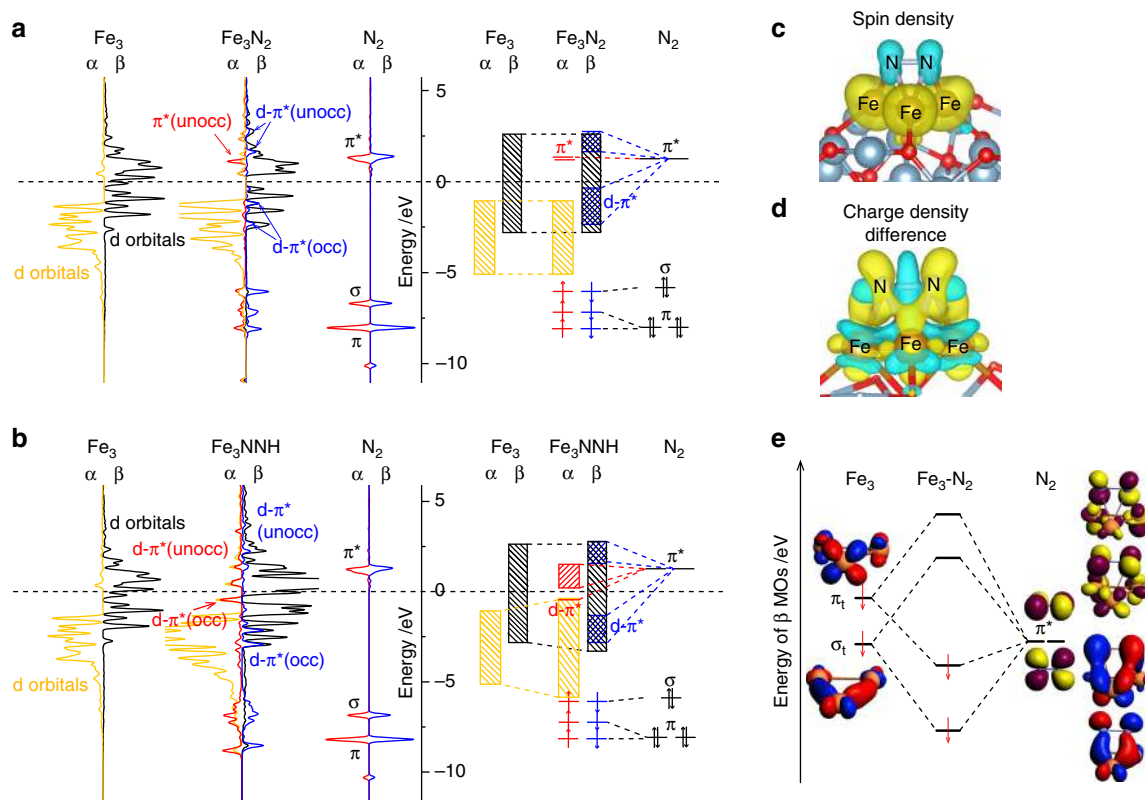 a
Fe3 Fe3N2 N2 Fe3 Fe3N2 N2
α β α β α β α β α β
5
d-π*(unocc)
π*(unocc)
π* π* π*
0
d-π*
d orbitals
d-π*(occ)
d orbitals
Energy /eV
−5
σ σ
π π
−10
b
Fe3 Fe3NNH N2 Fe3 Fe3NNH N2
α β α β α β α β α β
5
d orbitals
d-π*
(unocc)
d-π*(unocc)
π* π*
0
d-π*(occ)
d-π*
d-π*
d-π*(occ)
d orbitals
Energy /eV
−5
σ σ
π π
−10
c
Spin density
N N
Fe Fe Fe
d
Charge density
difference
N N
Fe Fe Fe
e
Fe3 Fe3-N2 N2
Energy of β MOs /eV
πt
π*
σt